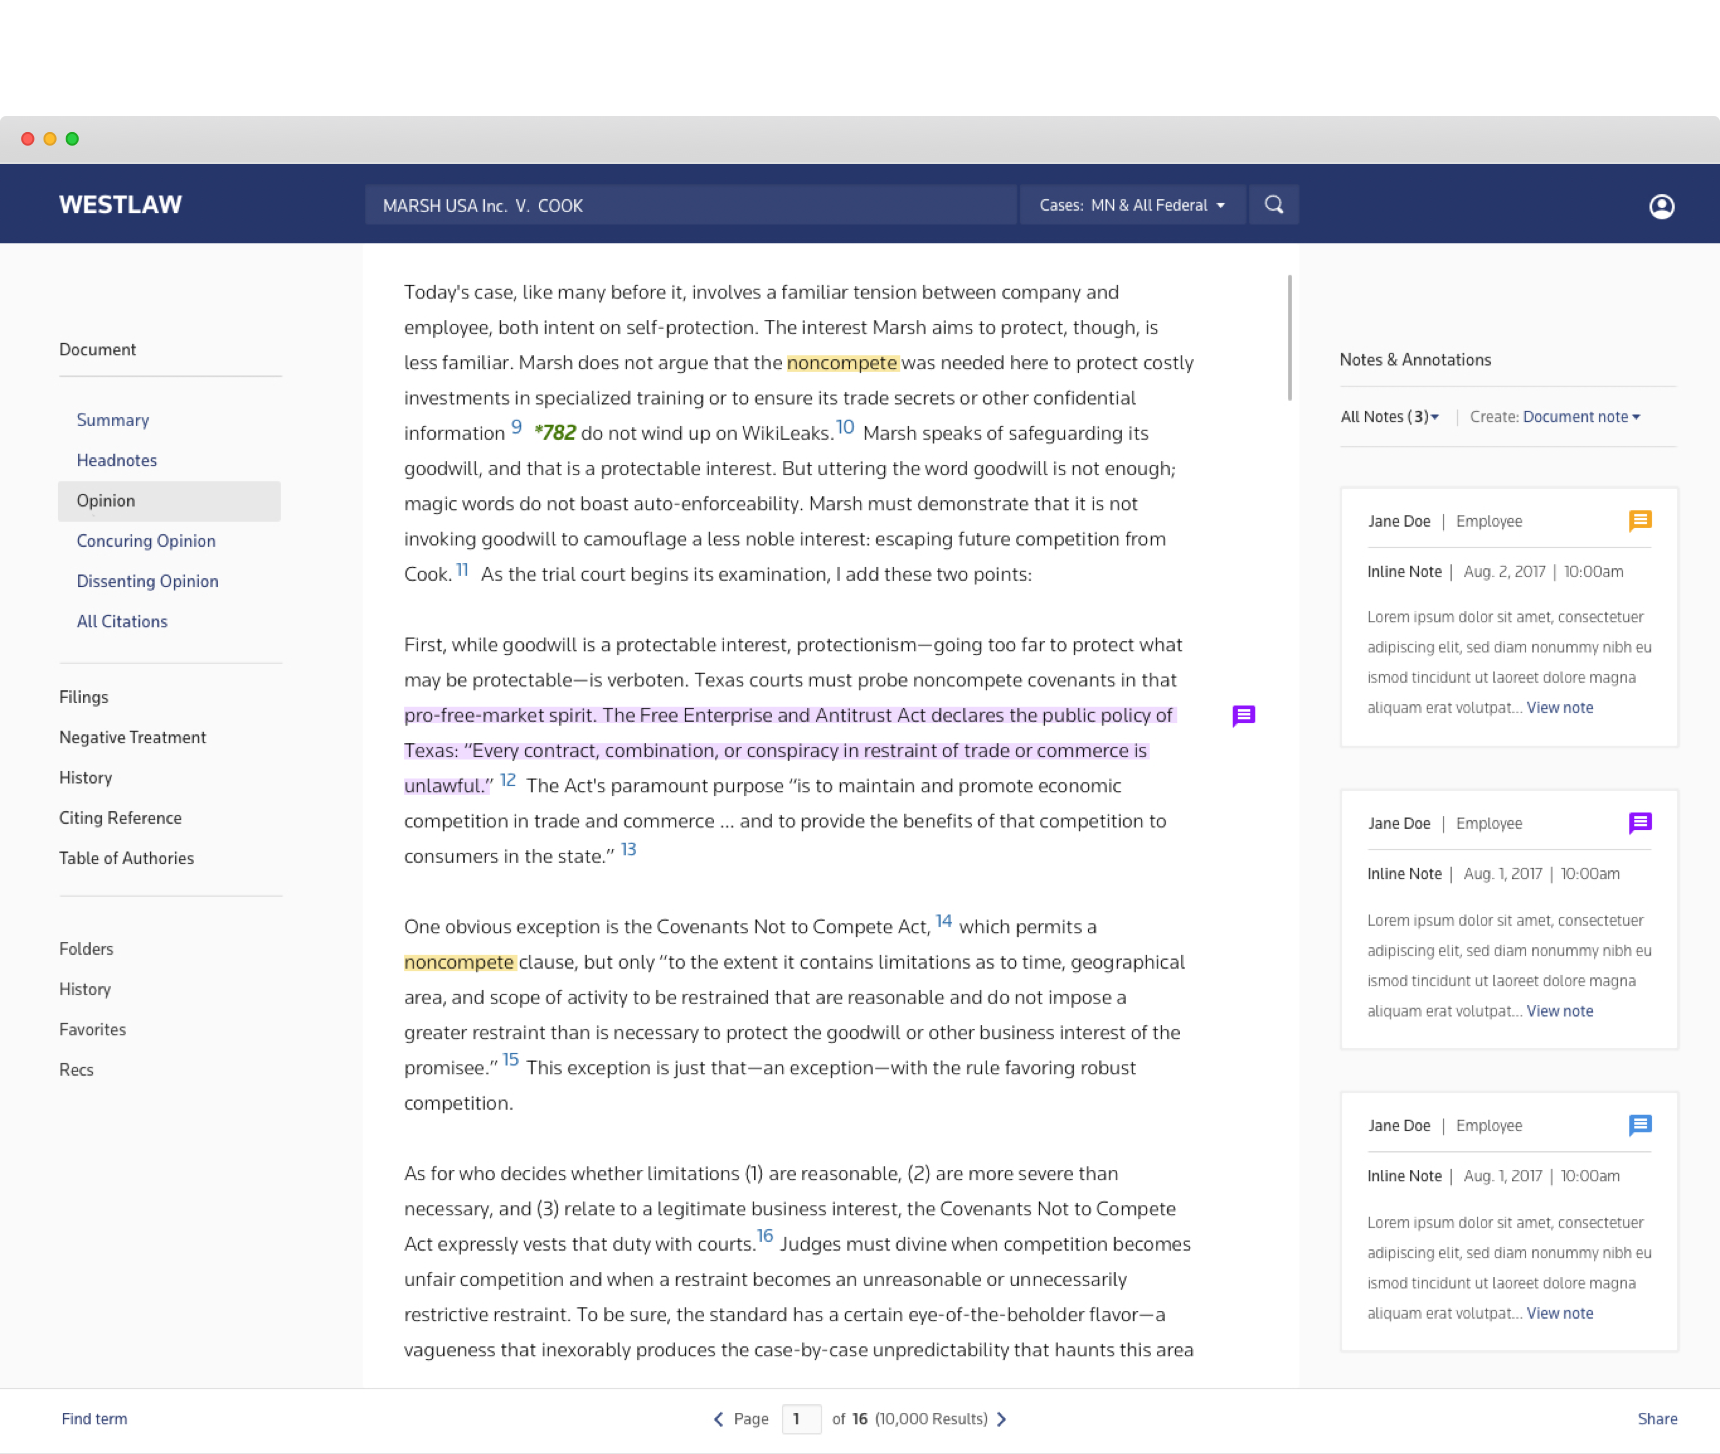 WESTLAW
MARSH USA Inc. V. COOK
Cases: MN & All Federal
Document
Summary
Headnotes
Opinion
Concuring Opinion
Dissenting Opinion
All Citations
Filings
Negative Treatment
History
Citing Reference
Table of Authories
Folders
History
Favorites
Recs
Today's case, like many before it, involves a familiar tension between company and
employee, both intent on self-protection. The interest Marsh aims to protect, though, is
less familiar. Marsh does not argue that the noncompete was needed here to protect costly
investments in specialized training or to ensure its trade secrets or other confidential
information 9 *782 do not wind up on WikiLeaks.10 Marsh speaks of safeguarding its
goodwill, and that is a protectable interest. But uttering the word goodwill is not enough;
magic words do not boast auto-enforceability. Marsh must demonstrate that it is not
invoking goodwill to camouflage a less noble interest: escaping future competition from
Cook. 11 As the trial court begins its examination, I add these two points:
First, while goodwill is a protectable interest, protectionism—going too far to protect what
may be protectable—is verboten. Texas courts must probe noncompete covenants in that
pro-free-market spirit. The Free Enterprise and Antitrust Act declares the public policy of
Texas: “Every contract, combination, or conspiracy in restraint of trade or commerce is
unlawful.” 12 The Act's paramount purpose “is to maintain and promote economic
competition in trade and commerce ... and to provide the benefits of that competition to
consumers in the state.” 13
One obvious exception is the Covenants Not to Compete Act, 14 which permits a
noncompete clause, but only “to the extent it contains limitations as to time, geographical
area, and scope of activity to be restrained that are reasonable and do not impose a
greater restraint than is necessary to protect the goodwill or other business interest of the
promisee.” 15 This exception is just that—an exception—with the rule favoring robust
competition.
As for who decides whether limitations (1) are reasonable, (2) are more severe than
necessary, and (3) relate to a legitimate business interest, the Covenants Not to Compete
Act expressly vests that duty with courts.16 Judges must divine when competition becomes
unfair competition and when a restraint becomes an unreasonable or unnecessarily
restrictive restraint. To be sure, the standard has a certain eye-of-the-beholder flavor—a
vagueness that inexorably produces the case-by-case unpredictability that haunts this area
Notes & Annotations
All Notes (3) | Create: Document note
Jane Doe | Employee
Inline Note | Aug. 2, 2017 | 10:00am
Lorem ipsum dolor sit amet, consectetuer
adipiscing elit, sed diam nonummy nibh eu
ismod tincidunt ut laoreet dolore magna
aliquam erat volutpat... View note
Jane Doe | Employee
Inline Note | Aug. 1, 2017 | 10:00am
Lorem ipsum dolor sit amet, consectetuer
adipiscing elit, sed diam nonummy nibh eu
ismod tincidunt ut laoreet dolore magna
aliquam erat volutpat... View note
Jane Doe | Employee
Inline Note | Aug. 1, 2017 | 10:00am
Lorem ipsum dolor sit amet, consectetuer
adipiscing elit, sed diam nonummy nibh eu
ismod tincidunt ut laoreet dolore magna
aliquam erat volutpat... View note
Find term
Page 1 of 16 (10,000 Results)
Share